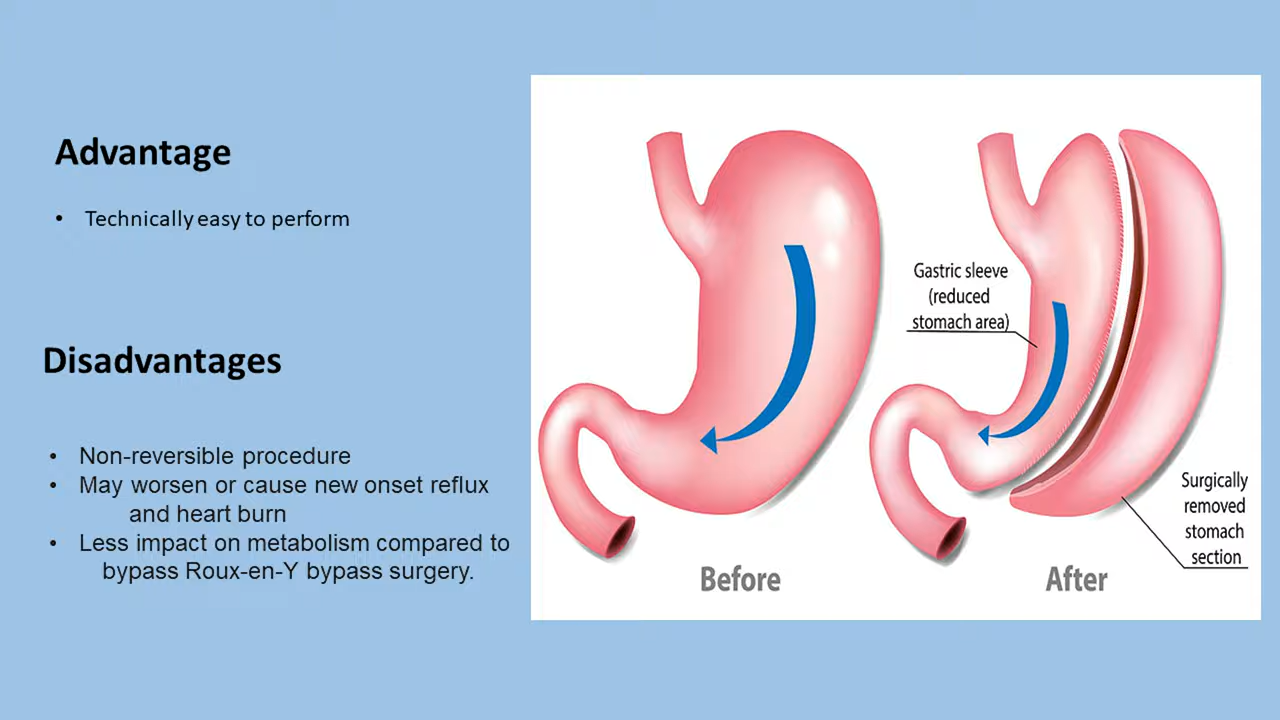 Advantage
• Technically easy to perform
Disadvantages
• Non-reversible procedure
• May worsen or cause new onset reflux
and heart burn
• Less impact on metabolism compared to
bypass Roux-en-Y bypass surgery.
Gastric sleeve
(reduced
stomach area)
Surgically
removed
stomach
section
Before
After